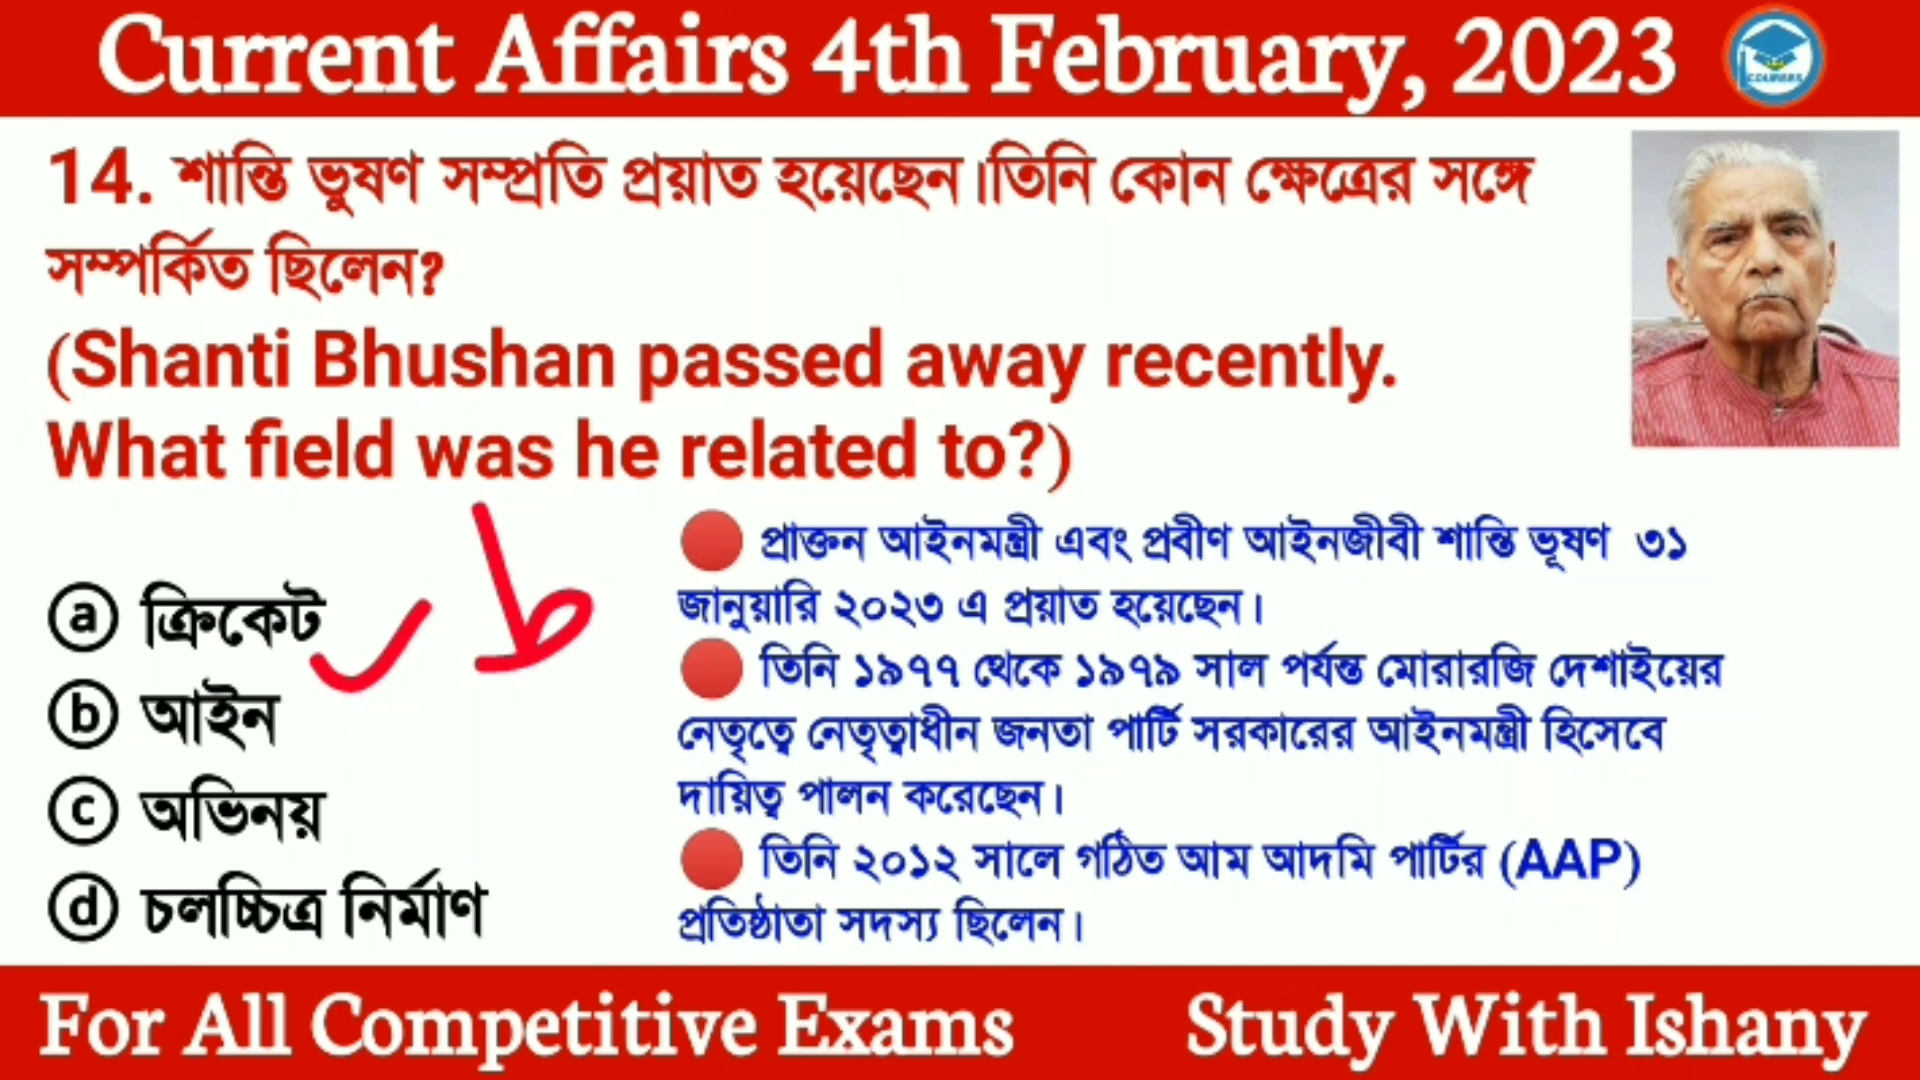 Current Affairs 4th February, 2023
COURSES
14. শান্তি ভুষণ সম্প্রতি প্রয়াত হয়েছেন।তিনি কোন ক্ষেত্রের সঙ্গে
সম্পর্কিত ছিলেন?
(Shanti Bhushan passed away recently.
What field was he related to?)
b
ⓐ ক্রিকেট
ⓑ আইন
ⓒ অভিনয়
ⓓ চলচ্চিত্র নির্মাণ
🔴 প্রাক্তন আইনমন্ত্রী এবং প্রবীণ আইনজীবী শান্তি ভূষণ ৩১
জানুয়ারি ২০২৩ এ প্রয়াত হয়েছেন।
🔴 তিনি ১৯৭৭ থেকে ১৯৭৯ সাল পর্যন্ত মোরারজি দেশাইয়ের
নেতৃত্বে নেতৃত্বাধীন জনতা পার্টি সরকারের আইনমন্ত্রী হিসেবে
দায়িত্ব পালন করেছেন।
🔴 তিনি ২০১২ সালে গঠিত আম আদমি পার্টির (AAP)
প্রতিষ্ঠাতা সদস্য ছিলেন।
For All Competitive Exams
Study With Ishany